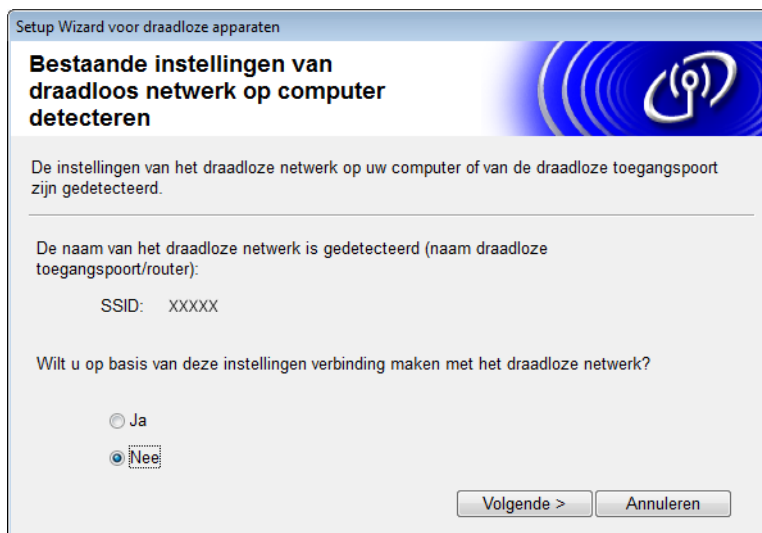 Setup Wizard voor draadloze apparaten
Bestaande instellingen van
draadloos netwerk op computer
detecteren
De instellingen van het draadloze netwerk op uw computer of van de draadloze toegangspoort
zijn gedetecteerd.
De naam van het draadloze netwerk is gedetecteerd (naam draadloze
toegangspoort/router):
SSID: XXXXX
Wilt u op basis van deze instellingen verbinding maken met het draadloze netwerk?
Ja
Nee
Volgende > Annuleren